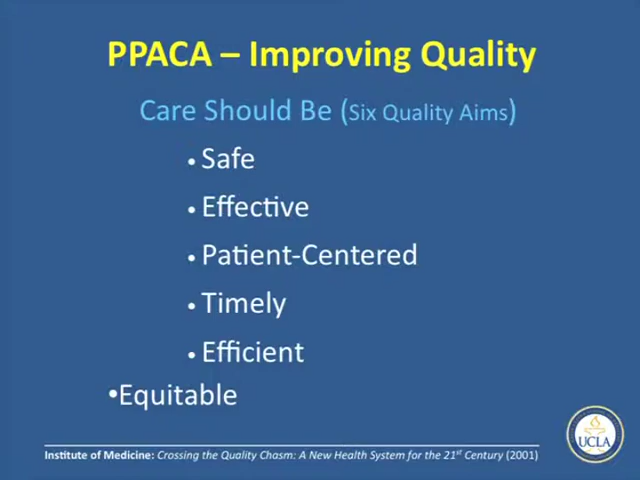 PPACA – Improving Quality
Care Should Be (Six Quality Aims)
• Safe
• Effective
• Patient-Centered
• Timely
• Efficient
•Equitable
Institute of Medicine: Crossing the Quality Chasm: A New Health System for the 21st Century (2001)
UCLA